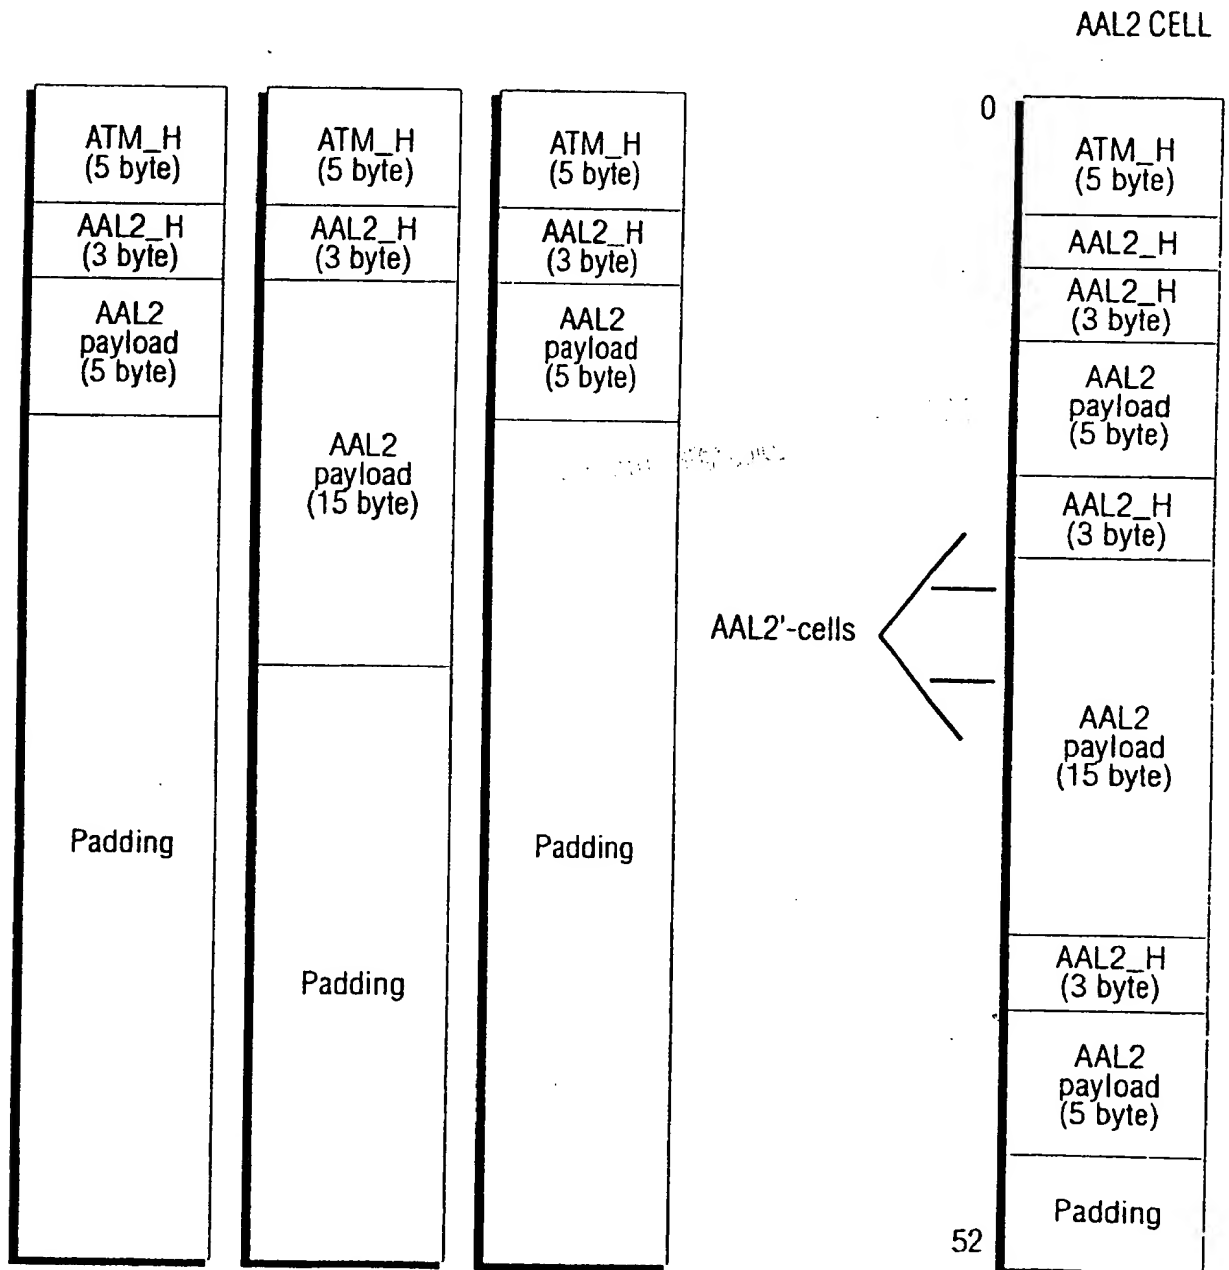 AAL2 CELL
ATM_H
(5 byte)
AAL2_H
(3 byte)
AAL2
payload
(5 byte)
Padding
ATM_H
(5 byte)
AAL2_H
(3 byte)
AAL2
payload
(15 byte)
Padding
ATM_H
(5 byte)
AAL2_H
(3 byte)
AAL2
payload
(5 byte)
Padding
AAL2'-cells
0
52
ATM_H
(5 byte)
AAL2_H
AAL2_H
(3 byte)
AAL2
payload
(5 byte)
AAL2_H
(3 byte)
AAL2
payload
(15 byte)
AAL2_H
(3 byte)
AAL2
payload
(5 byte)
Padding